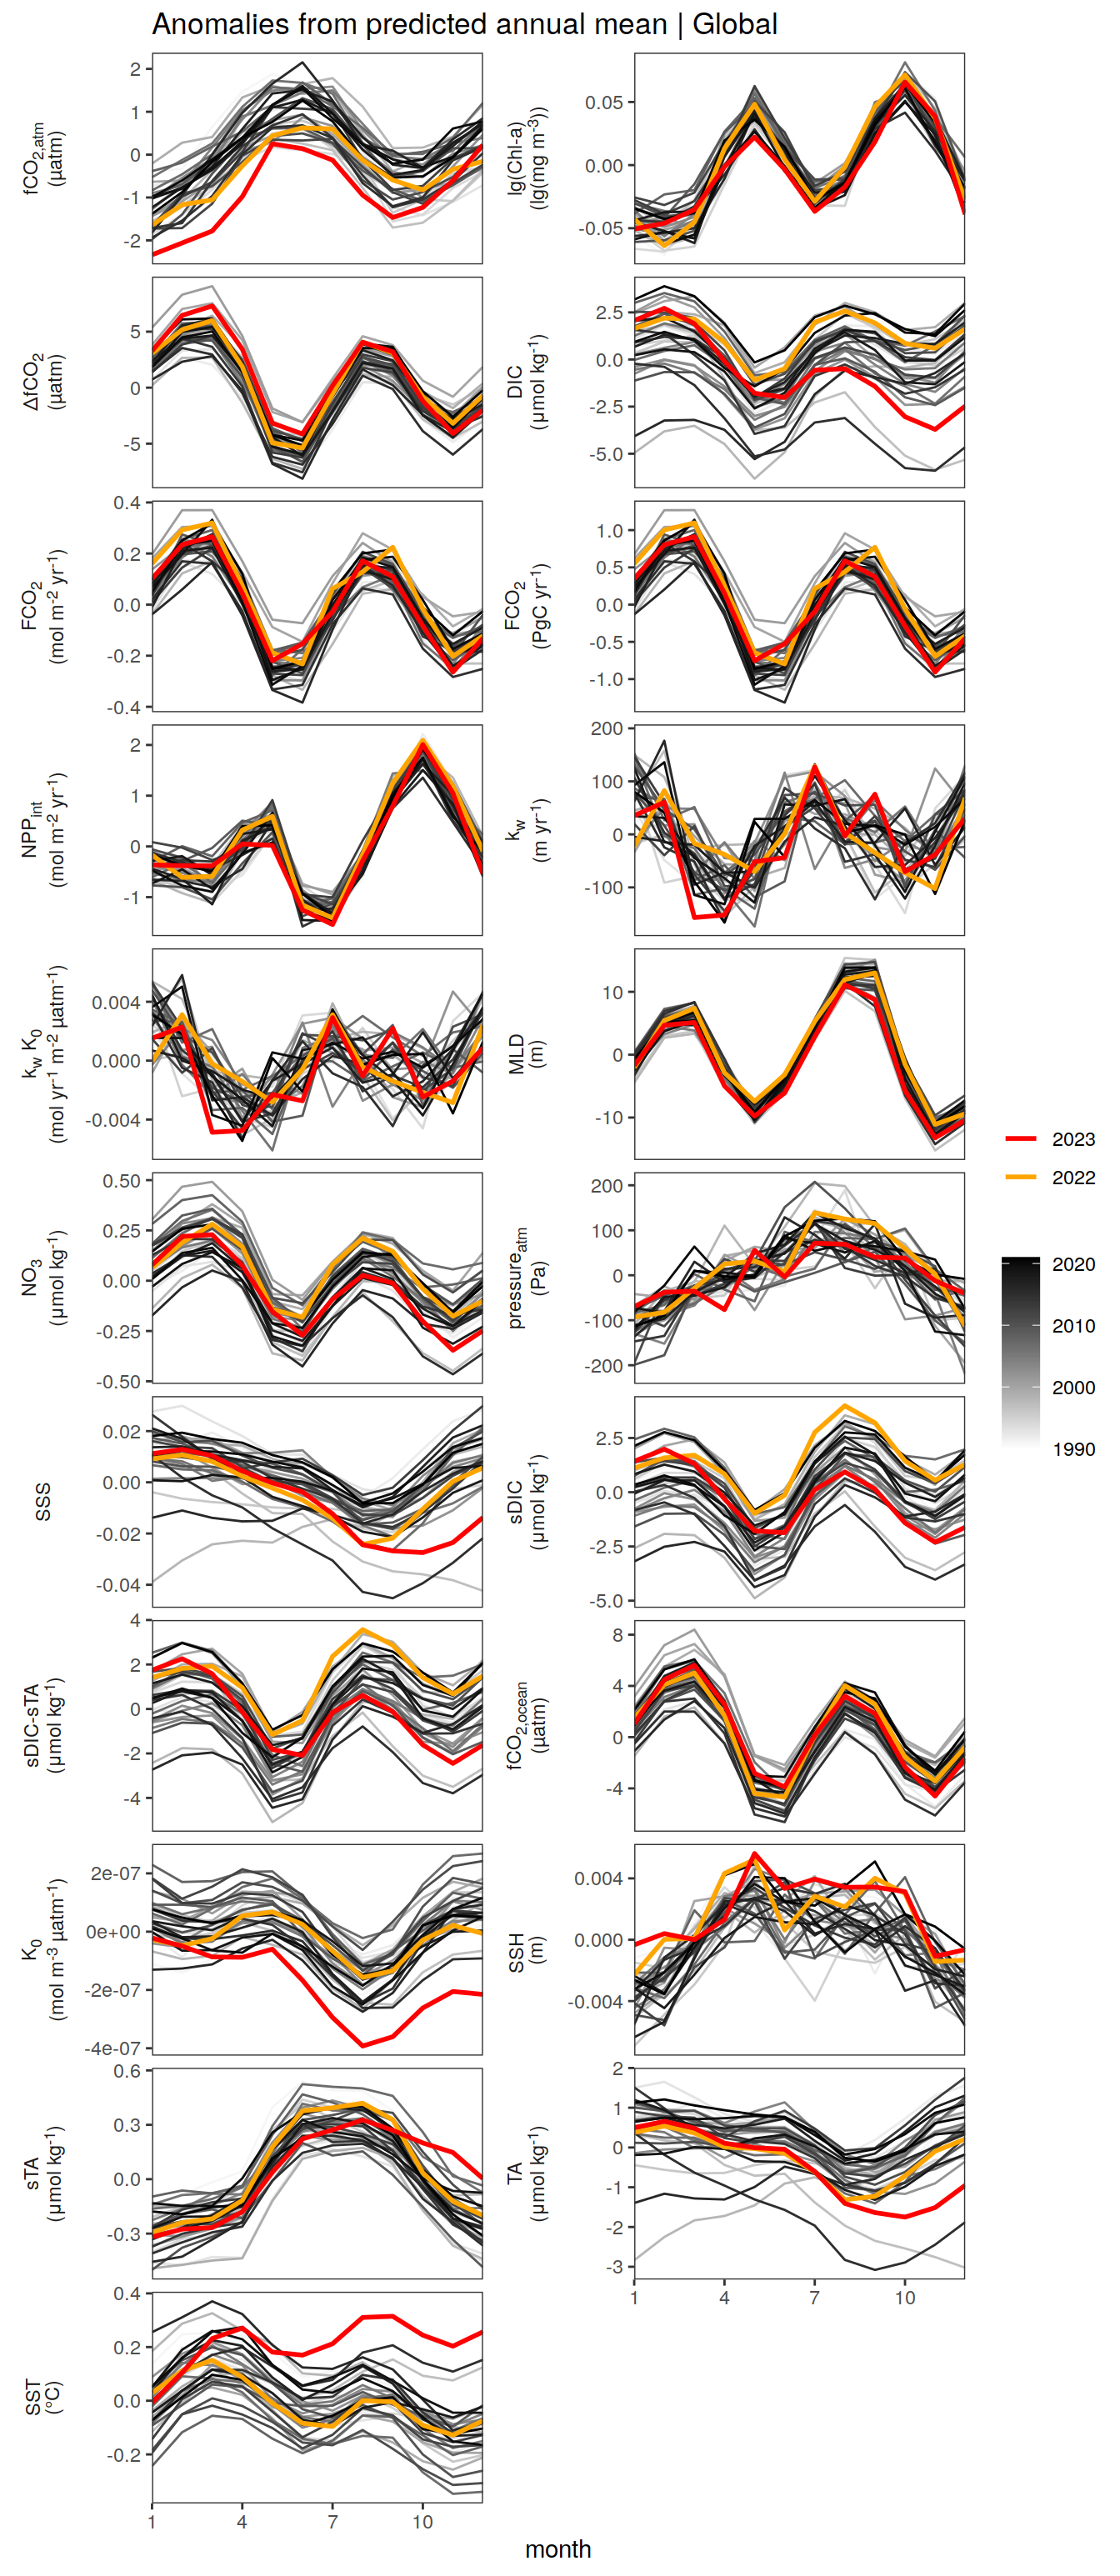 Anomalies from predicted annual mean | Global
fCO2,atm
(µatm)
2
1
0
-1
-2
lg(Chl-a)
(lg(mg m-3))
0.05
0.00
-0.05
ΔfCO2
(µatm)
5
0
-5
DIC
(µmol kg-1)
2.5
0.0
-2.5
-5.0
FCO2
(mol m-2 yr-1)
0.4
0.2
0.0
-0.2
-0.4
FCO2
(PgC yr-1)
1.0
0.5
0.0
-0.5
-1.0
NPPint
(mol m-2 yr-1)
2
1
0
-1
kw
(m yr-1)
200
100
0
-100
kw K0
(mol yr-1 m-2 µatm-1)
0.004
0.000
-0.004
MLD
(m)
10
0
-10
NO3
(µmol kg-1)
0.50
0.25
0.00
-0.25
-0.50
pressureatm
(Pa)
200
100
0
-100
-200
SSS
0.02
0.00
-0.02
-0.04
sDIC
(µmol kg-1)
2.5
0.0
-2.5
-5.0
sDIC-sTA
(µmol kg-1)
4
2
0
-2
-4
fCO2,ocean
(µatm)
8
4
0
-4
K0
(mol m-3 µatm-1)
2e-07
0e+00
-2e-07
-4e-07
SSH
(m)
0.004
0.000
-0.004
sTA
(µmol kg-1)
0.6
0.3
0.0
-0.3
TA
(µmol kg-1)
2
1
0
-1
-2
-3
1 4 7 10
SST
(°C)
0.4
0.2
0.0
-0.2
1 4 7 10
month
2023
2022
2020
2010
2000
1990